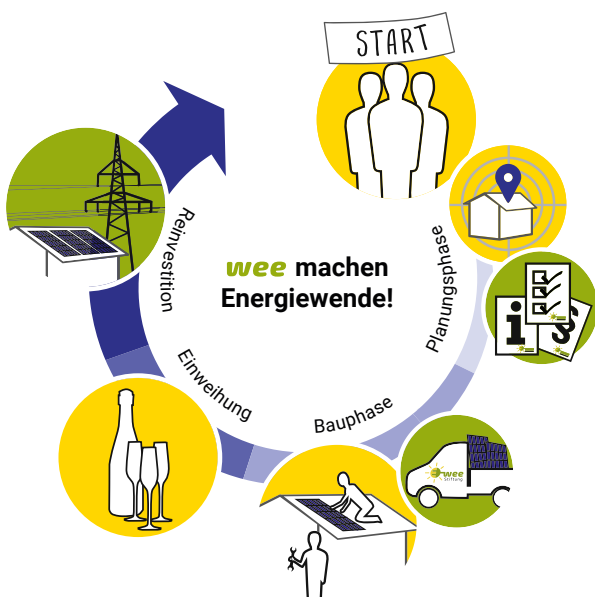 START
wee machen
Energiewende!
Planungsphase
i
§
wee
Stiftung
Bauphase
Einweihung
Reinvestition